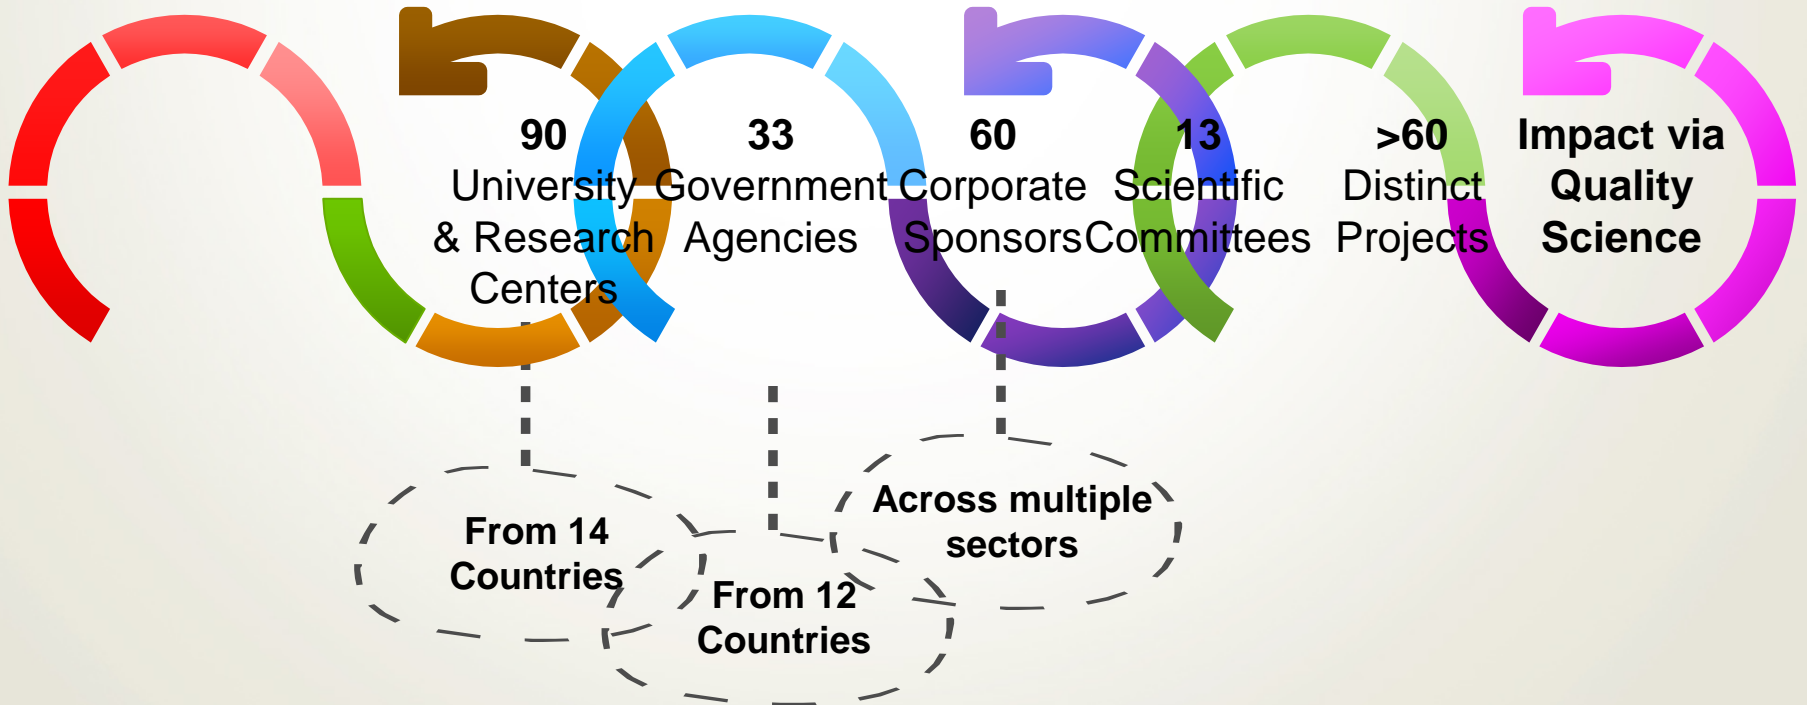 90
University
& Research
Centers
33
Government
Agencies
60
Corporate
Sponsors
13
Scientific
Committees
>60
Distinct
Projects
Impact via
Quality
Science
From 14
Countries
From 12
Countries
Across multiple
sectors